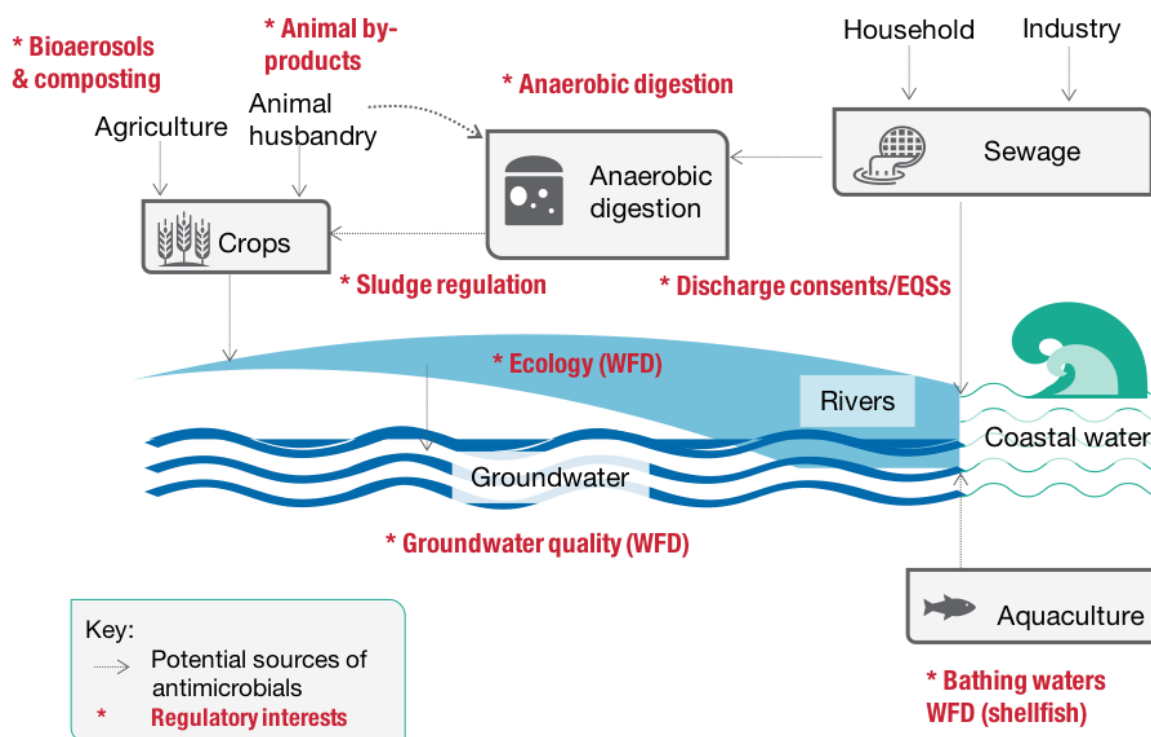 * Bioaerosols
& composting
* Animal by-
products
* Anaerobic digestion
Household
Industry
Agriculture
Animal
husbandry
Anaerobic
digestion
Sewage
Crops
* Sludge regulation
* Discharge consents/EQSs
* Ecology (WFD)
Rivers
Coastal water
Groundwater
* Groundwater quality (WFD)
Aquaculture
* Bathing waters
WFD (shellfish)
Key:
Potential sources of
antimicrobials
* Regulatory interests